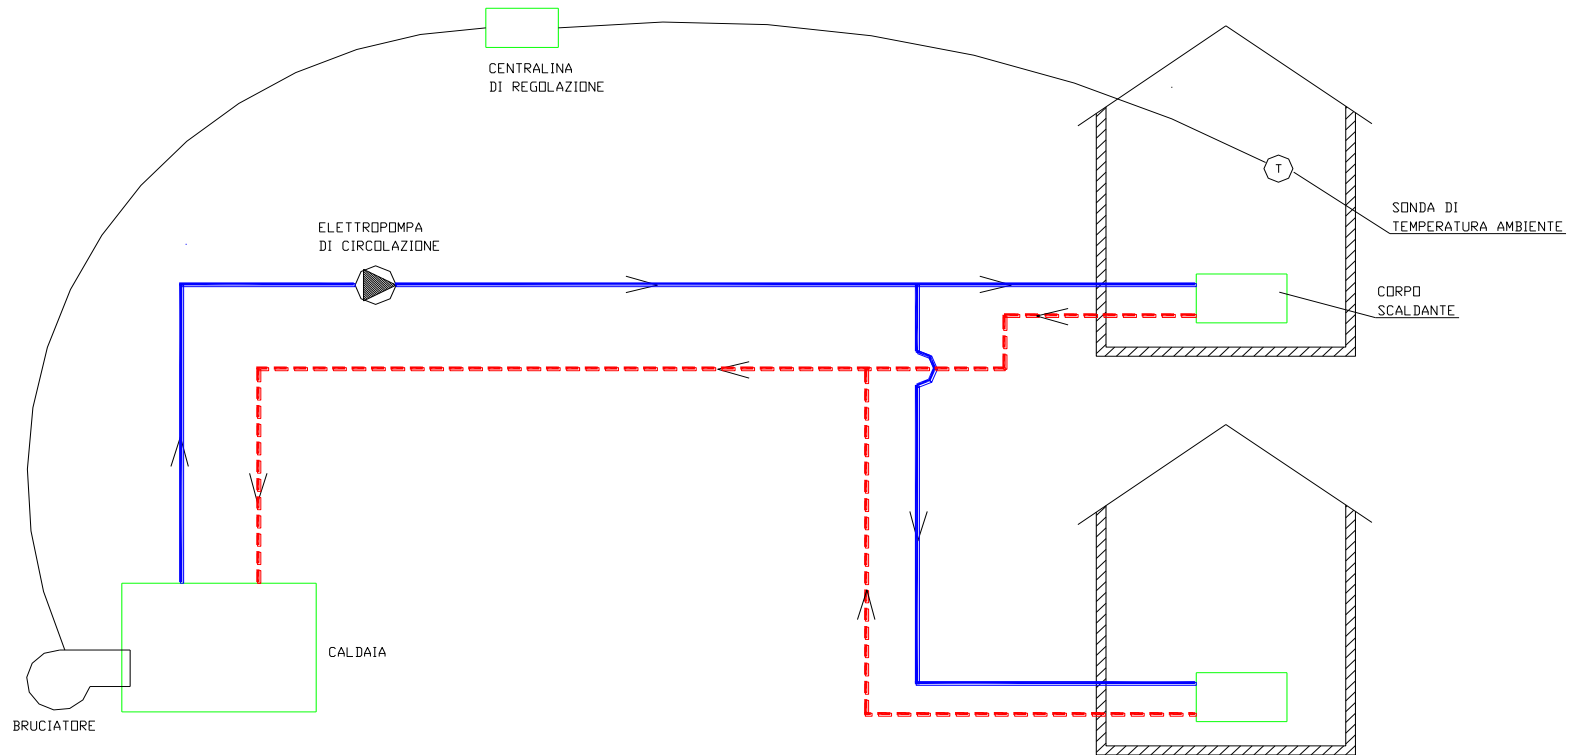 CENTRALINA
DI REGOLAZIONE
T
SONDA DI
TEMPERATURA AMBIENTE
ELETTROPOMPA
DI CIRCOLAZIONE
CORPO
SCALDANTE
CALDAIA
BRUCIATORE